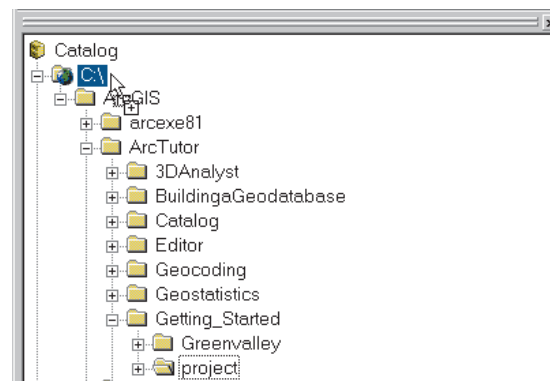 Catalog
C:\
ArcGIS
arcexe81
ArcTutor
3DAnalyst
BuildingaGeodatabase
Catalog
Editor
Geocoding
Geostatistics
Getting_Started
Greenvalley
project